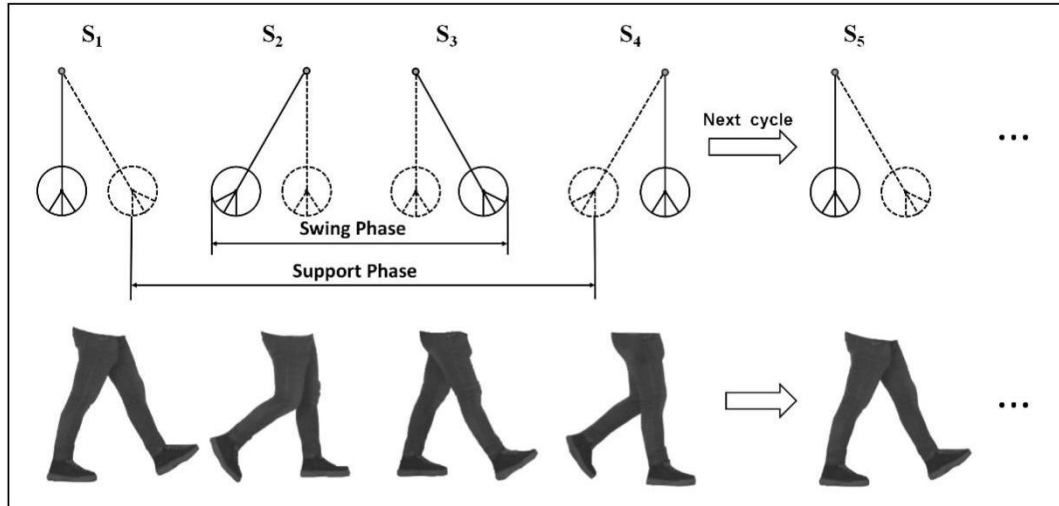 S₁ S₂ S₃ S₄ S₅
Next cycle
...
Swing Phase
Support Phase
...